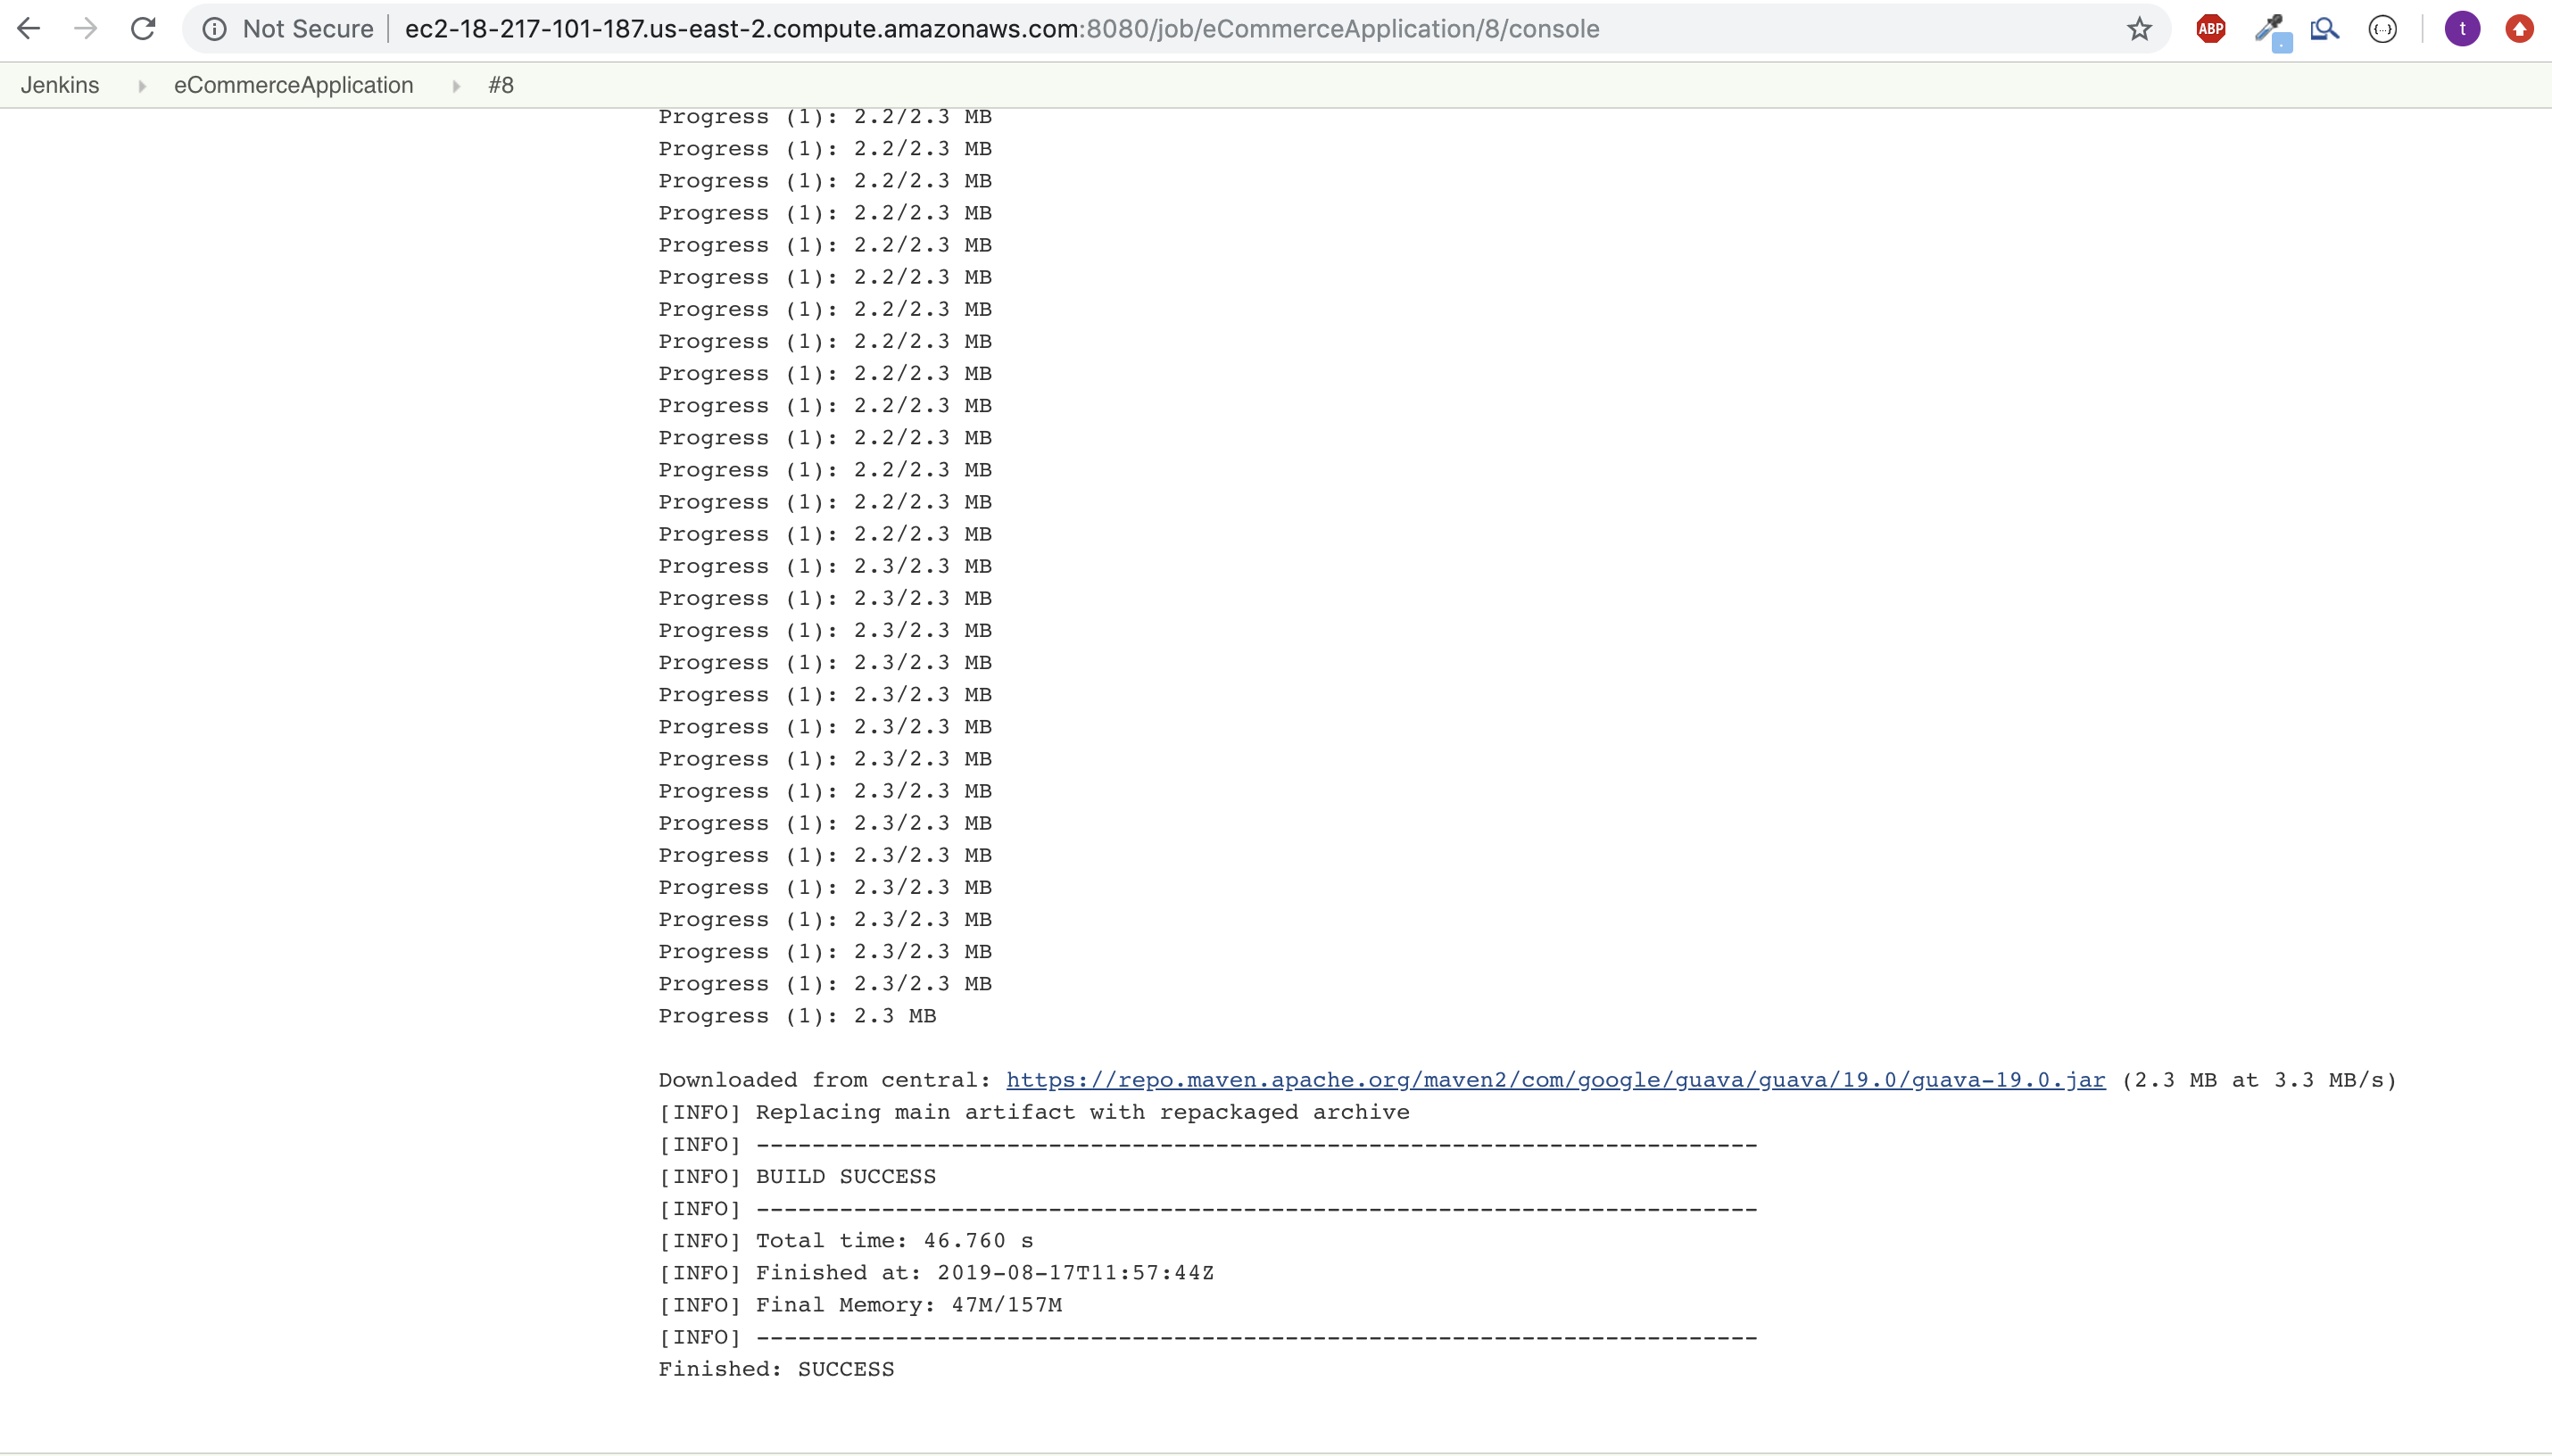 Not Secure ec2-18-217-101-187.us-east-2.compute.amazonaws.com:8080/job/eCommerceApplication/8/console ABP {···} t
Jenkins eCommerceApplication #8
Progress (1): 2.2/2.3 MB
Progress (1): 2.2/2.3 MB
Progress (1): 2.2/2.3 MB
Progress (1): 2.2/2.3 MB
Progress (1): 2.2/2.3 MB
Progress (1): 2.2/2.3 MB
Progress (1): 2.2/2.3 MB
Progress (1): 2.2/2.3 MB
Progress (1): 2.2/2.3 MB
Progress (1): 2.2/2.3 MB
Progress (1): 2.2/2.3 MB
Progress (1): 2.2/2.3 MB
Progress (1): 2.2/2.3 MB
Progress (1): 2.2/2.3 MB
Progress (1): 2.3/2.3 MB
Progress (1): 2.3/2.3 MB
Progress (1): 2.3/2.3 MB
Progress (1): 2.3/2.3 MB
Progress (1): 2.3/2.3 MB
Progress (1): 2.3/2.3 MB
Progress (1): 2.3/2.3 MB
Progress (1): 2.3/2.3 MB
Progress (1): 2.3/2.3 MB
Progress (1): 2.3/2.3 MB
Progress (1): 2.3/2.3 MB
Progress (1): 2.3/2.3 MB
Progress (1): 2.3/2.3 MB
Progress (1): 2.3/2.3 MB
Progress (1): 2.3 MB
Downloaded from central: https://repo.maven.apache.org/maven2/com/google/guava/guava/19.0/guava-19.0.jar (2.3 MB at 3.3 MB/s)
[INFO] Replacing main artifact with repackaged archive
[INFO] ------------------------------------------------------------------------
[INFO] BUILD SUCCESS
[INFO] ------------------------------------------------------------------------
[INFO] Total time: 46.760 s
[INFO] Finished at: 2019-08-17T11:57:44Z
[INFO] Final Memory: 47M/157M
[INFO] ------------------------------------------------------------------------
Finished: SUCCESS